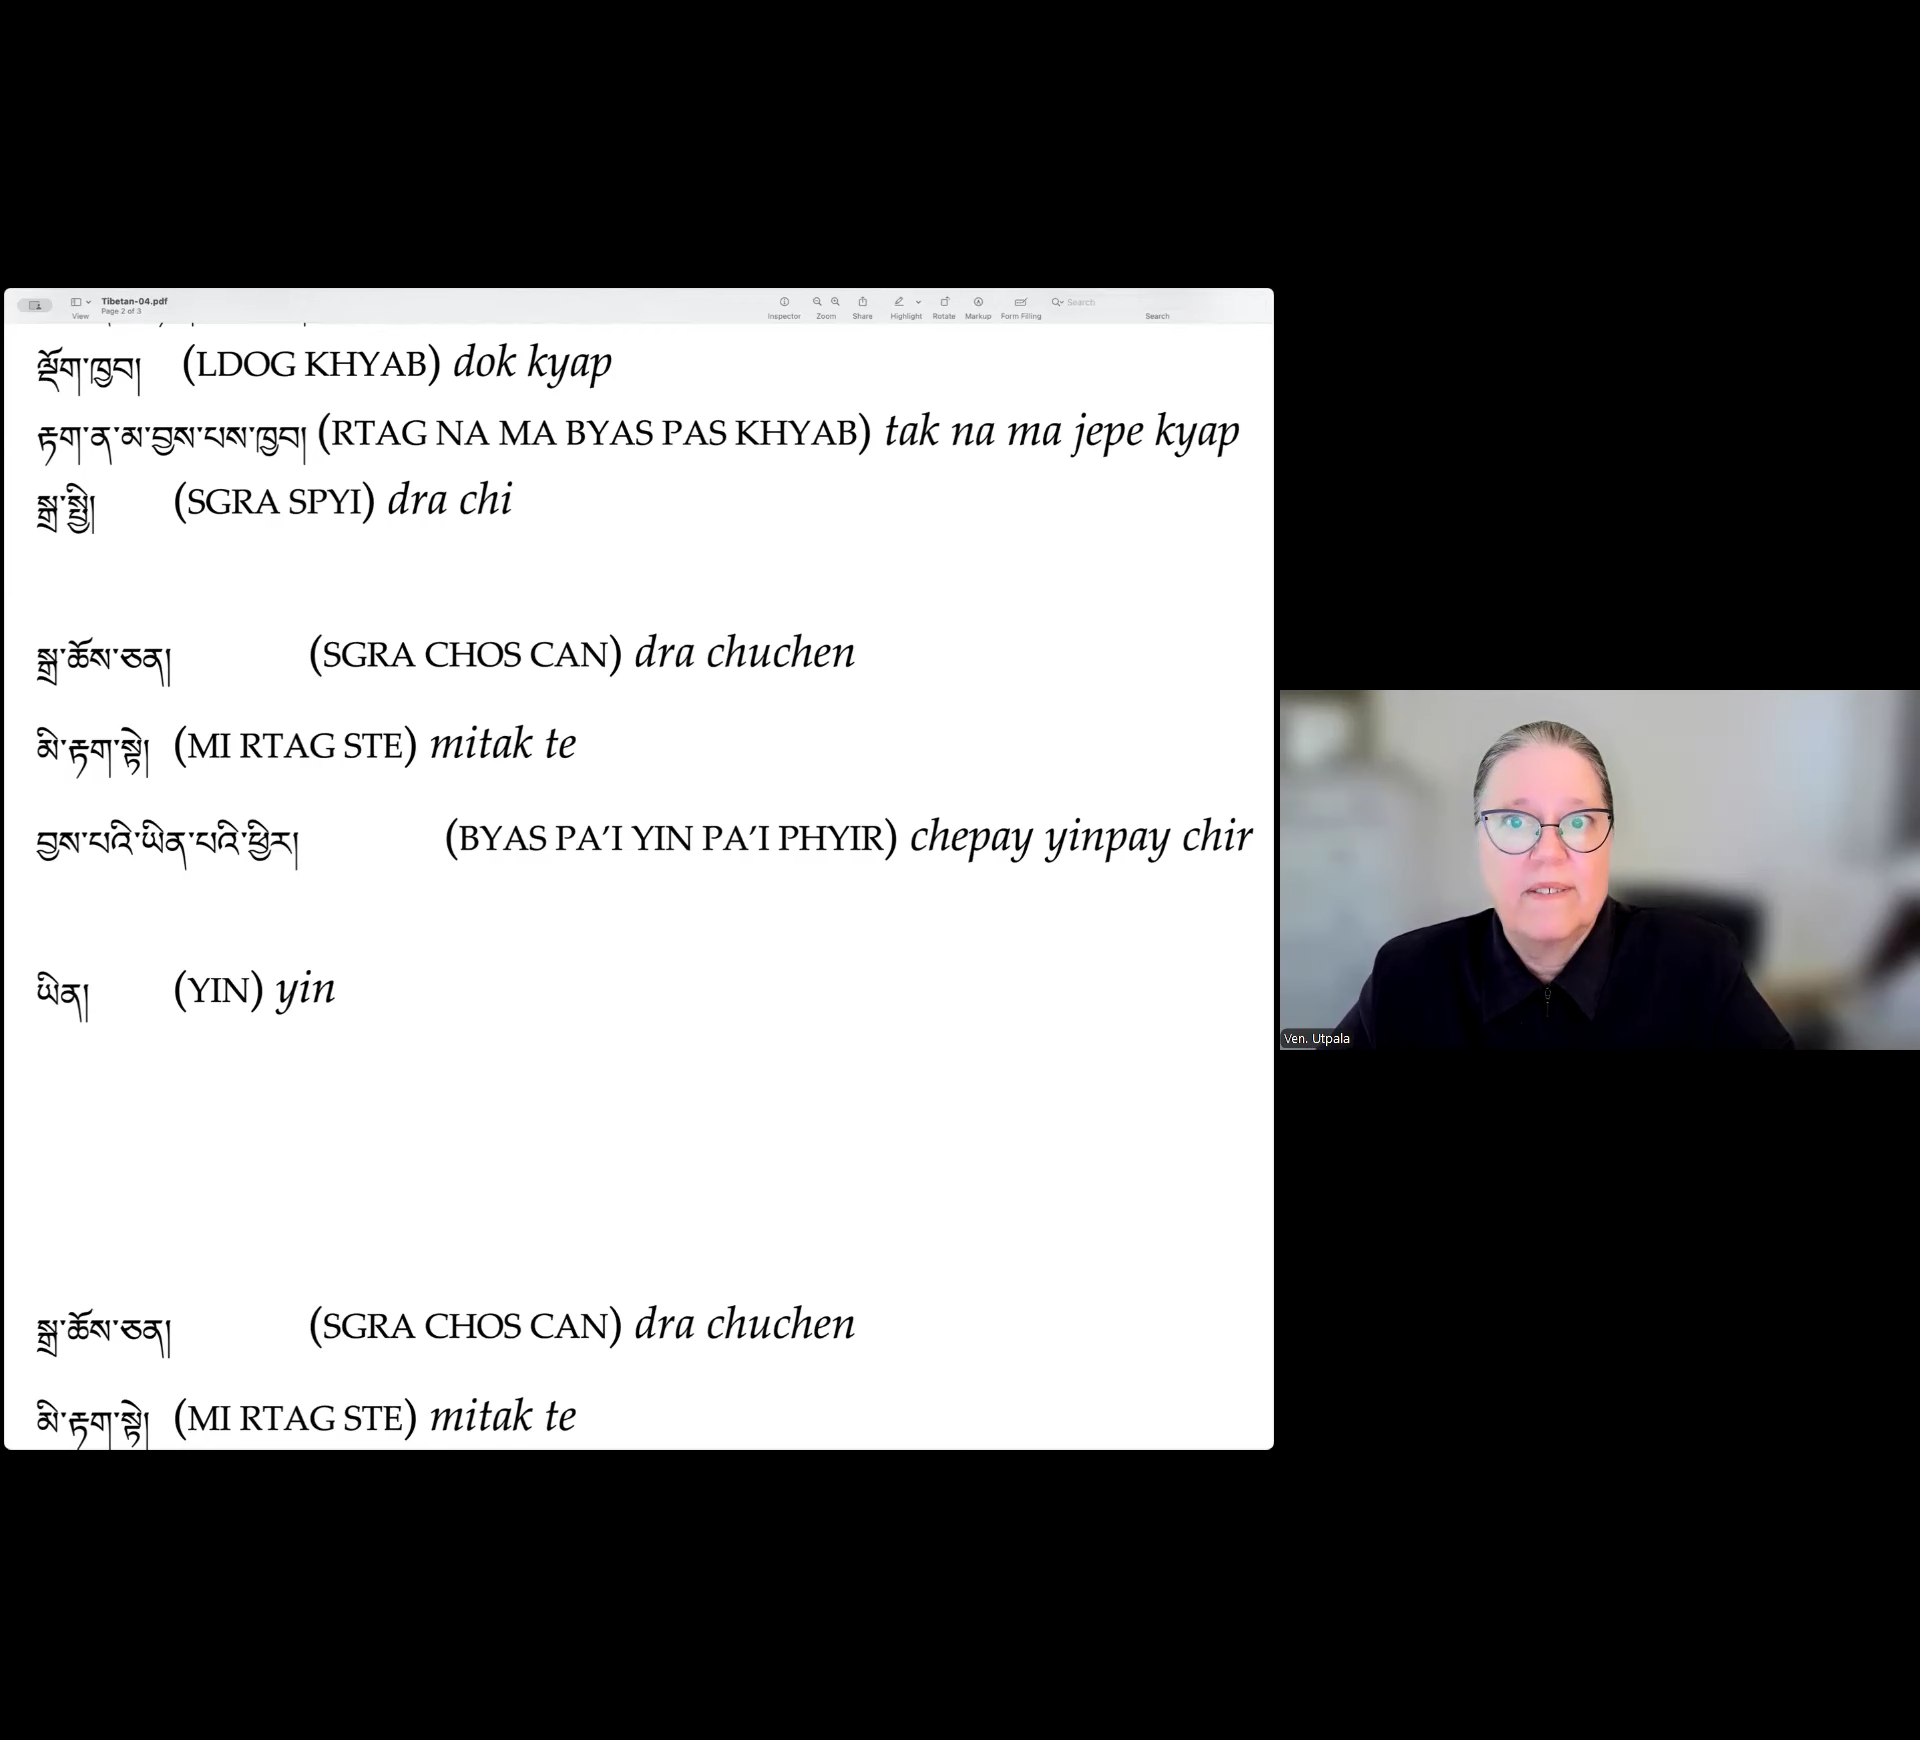 Tibetan-04.pdf
Page 2 of 3
View
Inspector Zoom Share Highlight Rotate Markup Form Filling Search
Search
ལྡོག་ཁྱབ། (LDOG KHYAB) dok kyap
རྟག་ན་མ་བྱས་པས་ཁྱབ། (RTAG NA MA BYAS PAS KHYAB) tak na ma jepe kyap
སྒྲ་སྤྱི། (SGRA SPYI) dra chi
སྒྲ་ཆོས་ཅན། (SGRA CHOS CAN) dra chuchen
མི་རྟག་སྟེ། (MI RTAG STE) mitak te
བྱས་པའི་ཡིན་པའི་ཕྱིར། (BYAS PA’I YIN PA’I PHYIR) chepay yinpay chir
ཡིན། (YIN) yin
སྒྲ་ཆོས་ཅན། (SGRA CHOS CAN) dra chuchen
མི་རྟག་སྟེ། (MI RTAG STE) mitak te
Ven. Utpala